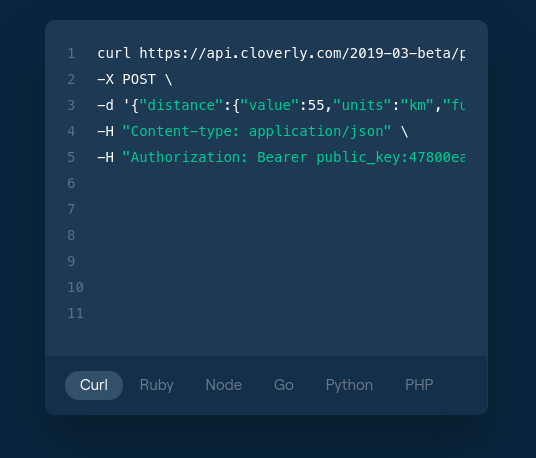 1 curl https://api.cloverly.com/2019-03-beta/p
2 -X POST \
3 -d '{"distance":{"value":55,"units":"km","fu
4 -H "Content-type: application/json" \
5 -H "Authorization: Bearer public_key:47800ea
6
7
8
9
10
11
Curl Ruby Node Go Python PHP